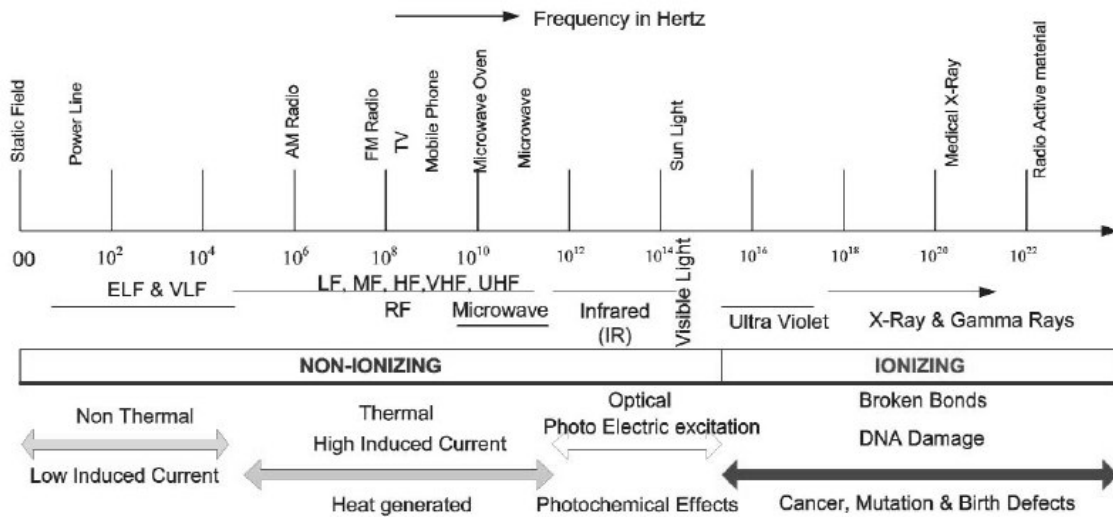 Frequency in Hertz
Static Field
Power Line
AM Radio
FM Radio
TV
Mobile Phone
Microwave Oven
Microwave
Sun Light
Medical X-Ray
Radio Active material
00 10² 10⁴ 10⁶ 10⁸ 10¹⁰ 10¹² 10¹⁴ 10¹⁶ 10¹⁸ 10²⁰ 10²²
ELF & VLF
LF, MF, HF,VHF, UHF
RF
Microwave
Infrared
(IR)
Visible Light
Ultra Violet
X-Ray & Gamma Rays
NON-IONIZING
IONIZING
Non Thermal
Low Induced Current
Thermal
High Induced Current
Heat generated
Optical
Photo Electric excitation
Photochemical Effects
Broken Bonds
DNA Damage
Cancer, Mutation & Birth Defects